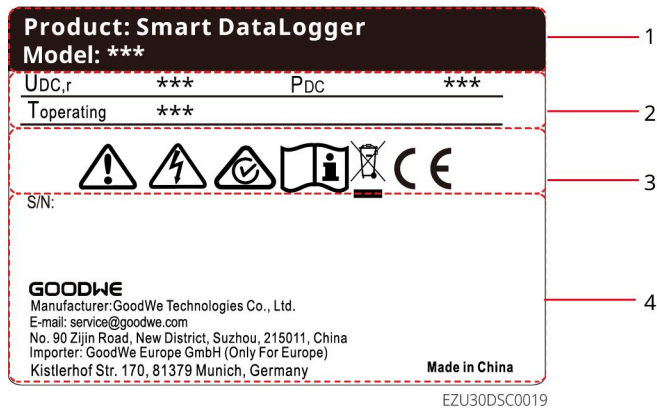 Product: Smart DataLogger
Model: ***
1
UDC,r *** PDC ***
Toperating ***
2
CE
3
S/N:
GOODWE
Manufacturer:GoodWe Technologies Co., Ltd.
E-mail: service@goodwe.com
No. 90 Zijin Road, New District, Suzhou, 215011, China
Importer: GoodWe Europe GmbH (Only For Europe)
Kistlerhof Str. 170, 81379 Munich, Germany
Made in China
4
EZU30DSC0019